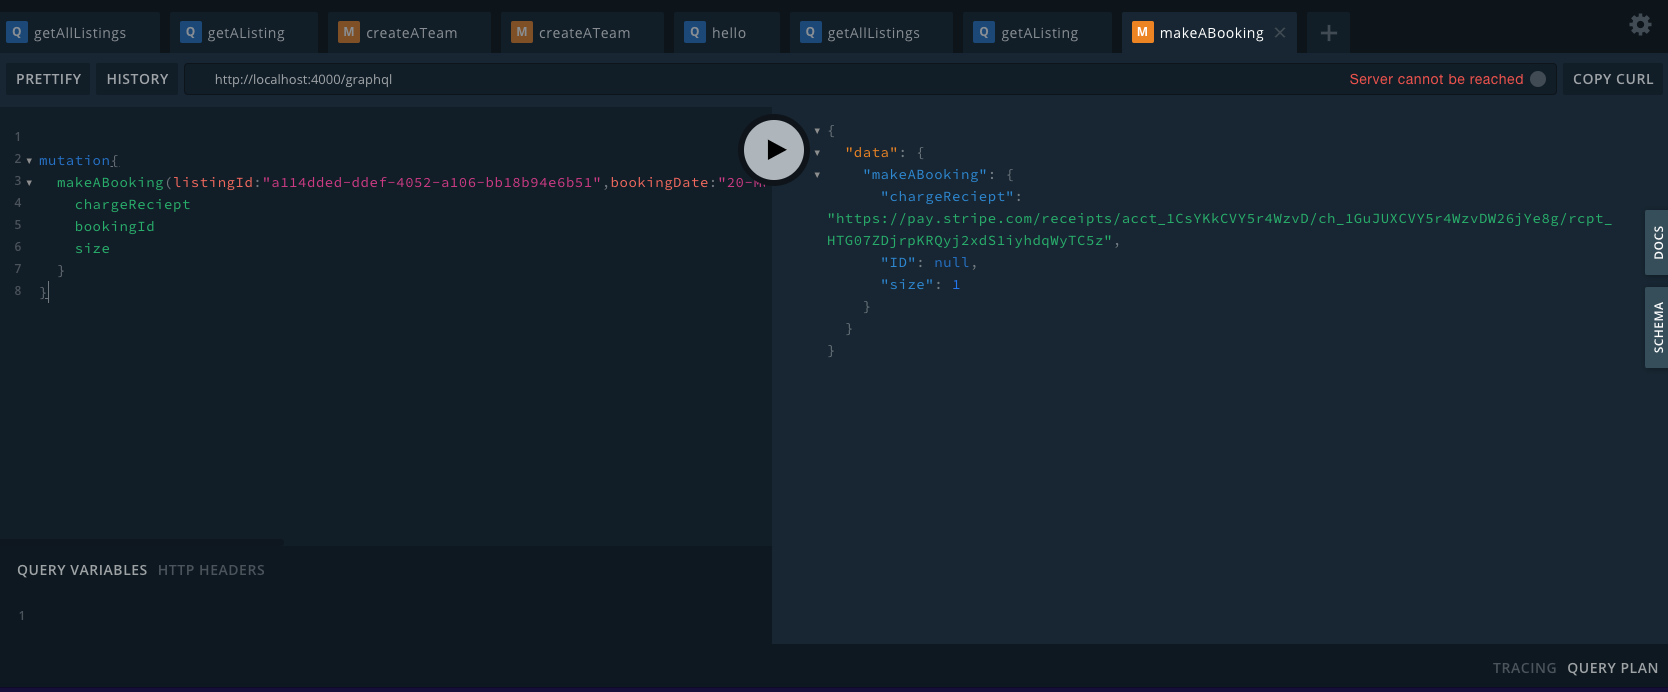 Q getAllListings Q getAListing M createATeam M createATeam Q hello Q getAllListings Q getAListing M makeABooking × +
PRETTIFY HISTORY http://localhost:4000/graphql Server cannot be reached COPY CURL
1
2 mutation{
3 makeABooking(listingId:"a114dded-ddef-4052-a106-bb18b94e6b51",bookingDate:"20-
4 chargeReciept
5 bookingId
6 size
7 }
8 }
{
"data": {
"makeABooking": {
"chargeReciept":
"https://pay.stripe.com/receipts/acct_1CsYKkCVY5r4WzvD/ch_1GuJUXCVY5r4WzvDW26jYe8g/rcpt_
HTG07ZDjrpKRQyj2xdS1iyhdqWyTC5z",
"ID": null,
"size": 1
}
}
}
DOCS
SCHEMA
QUERY VARIABLES HTTP HEADERS
1
TRACING QUERY PLAN